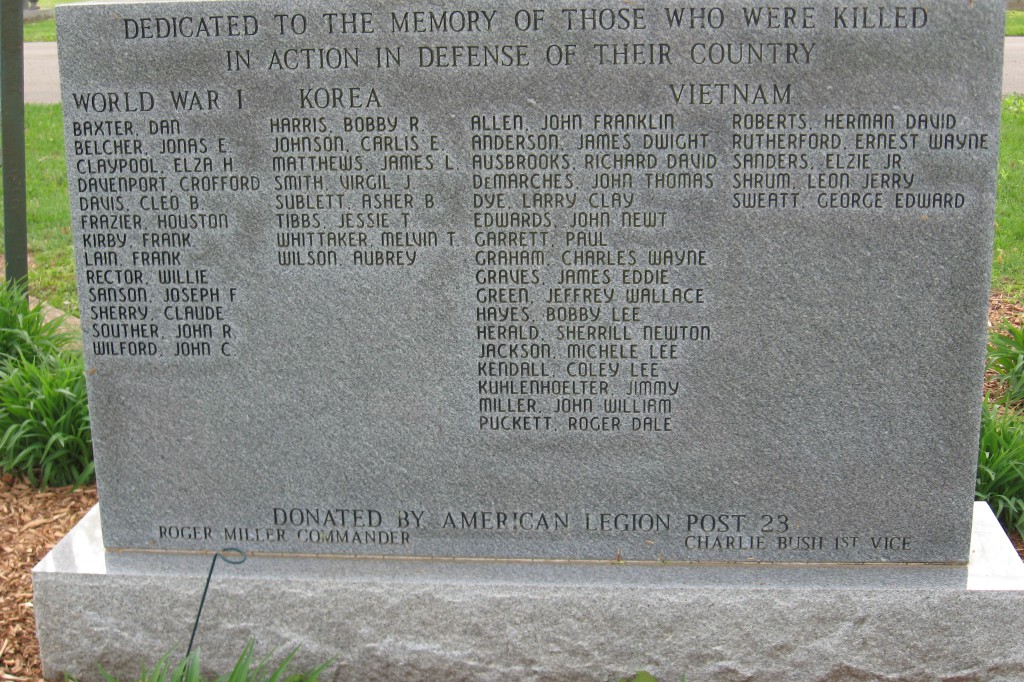 DEDICATED TO THE MEMORY OF THOSE WHO WERE KILLED
IN ACTION IN DEFENSE OF THEIR COUNTRY
WORLD WAR I
BAXTER, DAN
BELCHER, JONAS E.
CLAYPOOL, ELZA H.
DAVENPORT, CROFFORD
DAVIS, CLEO B.
FRAZIER, HOUSTON
KIRBY, FRANK
LAIN, FRANK
RECTOR, WILLIE
SANSON, JOSEPH F.
SHERRY, CLAUDE
SOUTHER, JOHN R.
WILFORD, JOHN C.
KOREA
HARRIS, BOBBY R.
JOHNSON, CARLIS E.
MATTHEWS, JAMES L.
SMITH, VIRGIL J.
SUBLETT, ASHER B.
TIBBS, JESSIE T.
WHITTAKER, MELVIN T.
WILSON, AUBREY
VIETNAM
ALLEN, JOHN FRANKLIN
ANDERSON, JAMES DWIGHT
AUSBROOKS, RICHARD DAVID
DeMARCHES, JOHN THOMAS
DYE, LARRY CLAY
EDWARDS, JOHN NEWT
GARRETT, PAUL
GRAHAM, CHARLES WAYNE
GRAVES, JAMES EDDIE
GREEN, JEFFREY WALLACE
HAYES, BOBBY LEE
HERALD, SHERRILL NEWTON
JACKSON, MICHELE LEE
KENDALL, COLEY LEE
KUHLENHOELTER, JIMMY
MILLER, JOHN WILLIAM
PUCKETT, ROGER DALE
ROBERTS, HERMAN DAVID
RUTHERFORD, ERNEST WAYNE
SANDERS, ELZIE JR.
SHRUM, LEON JERRY
SWEATT, GEORGE EDWARD
DONATED BY AMERICAN LEGION POST 23
ROGER MILLER COMMANDER
CHARLIE BUSH 1ST VICE